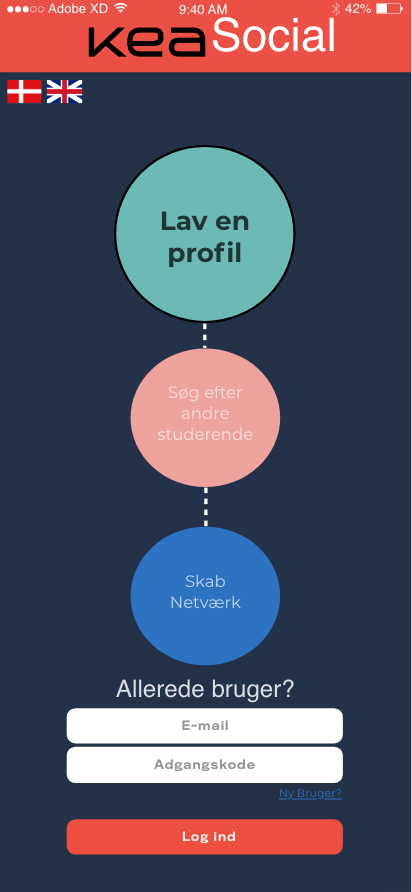 Adobe XD 9:40 AM 42%
kea Social
Lav en
profil
Søg efter
andre
studerende
Skab
Netværk
Allerede bruger?
E-mail
Adgangskode
Ny Bruger?
Log ind